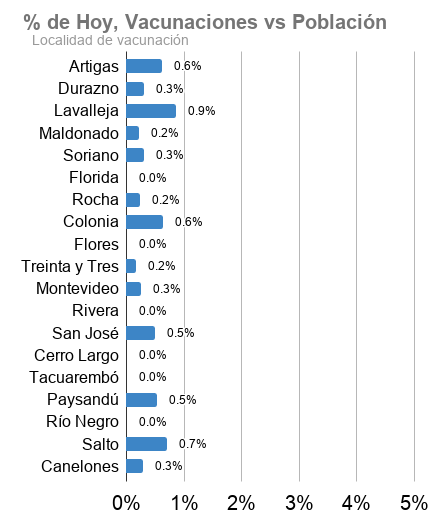 % de Hoy, Vacunaciones vs Población
Localidad de vacunación
Artigas 0.6%
Durazno 0.3%
Lavalleja 0.9%
Maldonado 0.2%
Soriano 0.3%
Florida 0.0%
Rocha 0.2%
Colonia 0.6%
Flores 0.0%
Treinta y Tres 0.2%
Montevideo 0.3%
Rivera 0.0%
San José 0.5%
Cerro Largo 0.0%
Tacuarembó 0.0%
Paysandú 0.5%
Río Negro 0.0%
Salto 0.7%
Canelones 0.3%
0% 1% 2% 3% 4% 5%